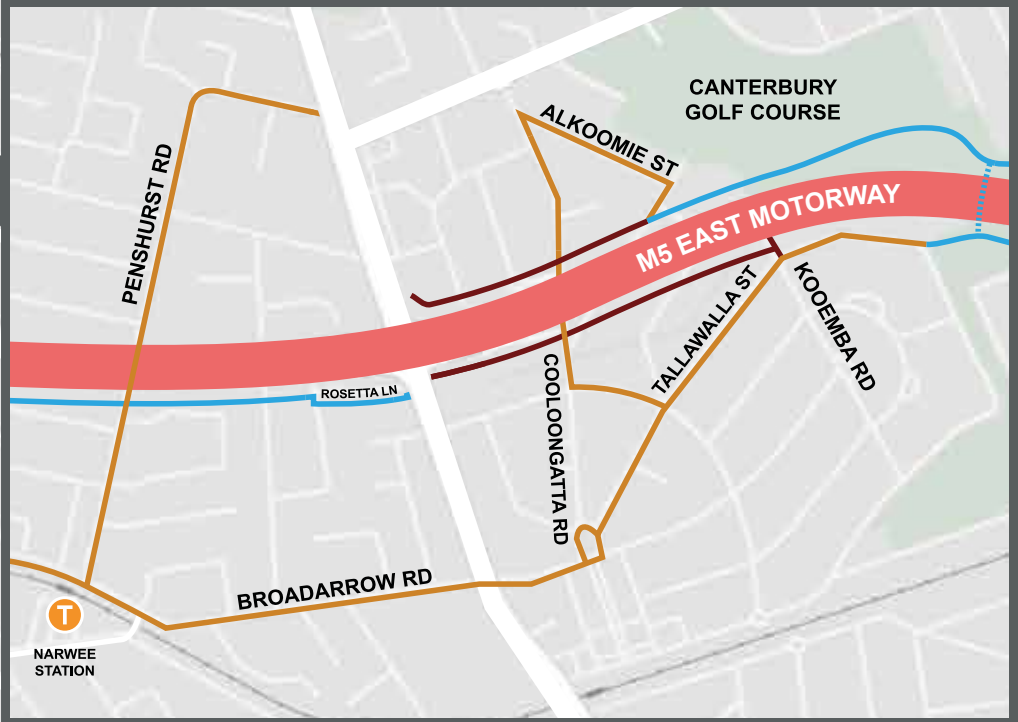 CANTERBURY
GOLF COURSE
ALKOOMIE ST
PENSHURST RD
M5 EAST MOTORWAY
KOOEMBA RD
TALLAWALLA ST
ROSETTA LN
COOLOONGATTA RD
BROADARROW RD
T
NARWEE
STATION